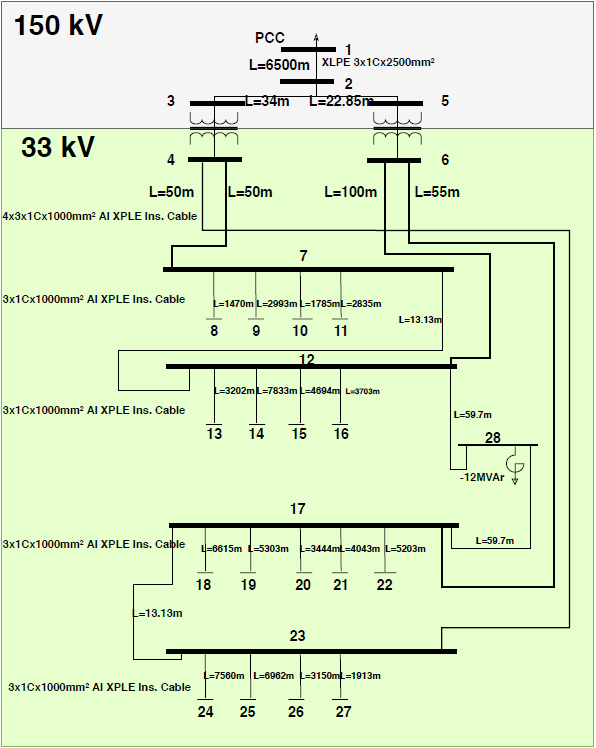 150 kV
PCC
1
L=6500m
XLPE 3x1Cx2500mm²
2
3
L=34m
L=22.85m
5
33 kV
4
6
L=50m
L=50m
L=100m
L=55m
4x3x1Cx1000mm² Al XPLE Ins. Cable
7
3x1Cx1000mm² Al XPLE Ins. Cable
L=1470m
L=2993m
L=1785m
L=2835m
L=13.13m
8
9
10
11
12
L=3202m
L=7833m
L=4694m
L=3703m
3x1Cx1000mm² Al XPLE Ins. Cable
L=59.7m
13
14
15
16
28
-12MVAr
17
3x1Cx1000mm² Al XPLE Ins. Cable
L=6615m
L=5303m
L=3444m
L=4043m
L=5203m
L=59.7m
18
19
20
21
22
L=13.13m
23
L=7560m
L=6962m
L=3150m
L=1913m
3x1Cx1000mm² Al XPLE Ins. Cable
24
25
26
27